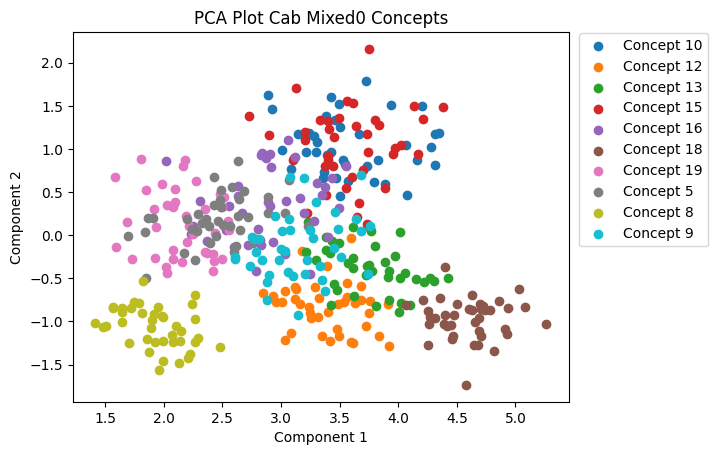 PCA Plot Cab Mixed0 Concepts
Component 2
2.0
1.5
1.0
0.5
0.0
−0.5
−1.0
−1.5
1.5 2.0 2.5 3.0 3.5 4.0 4.5 5.0
Component 1
Concept 10
Concept 12
Concept 13
Concept 15
Concept 16
Concept 18
Concept 19
Concept 5
Concept 8
Concept 9